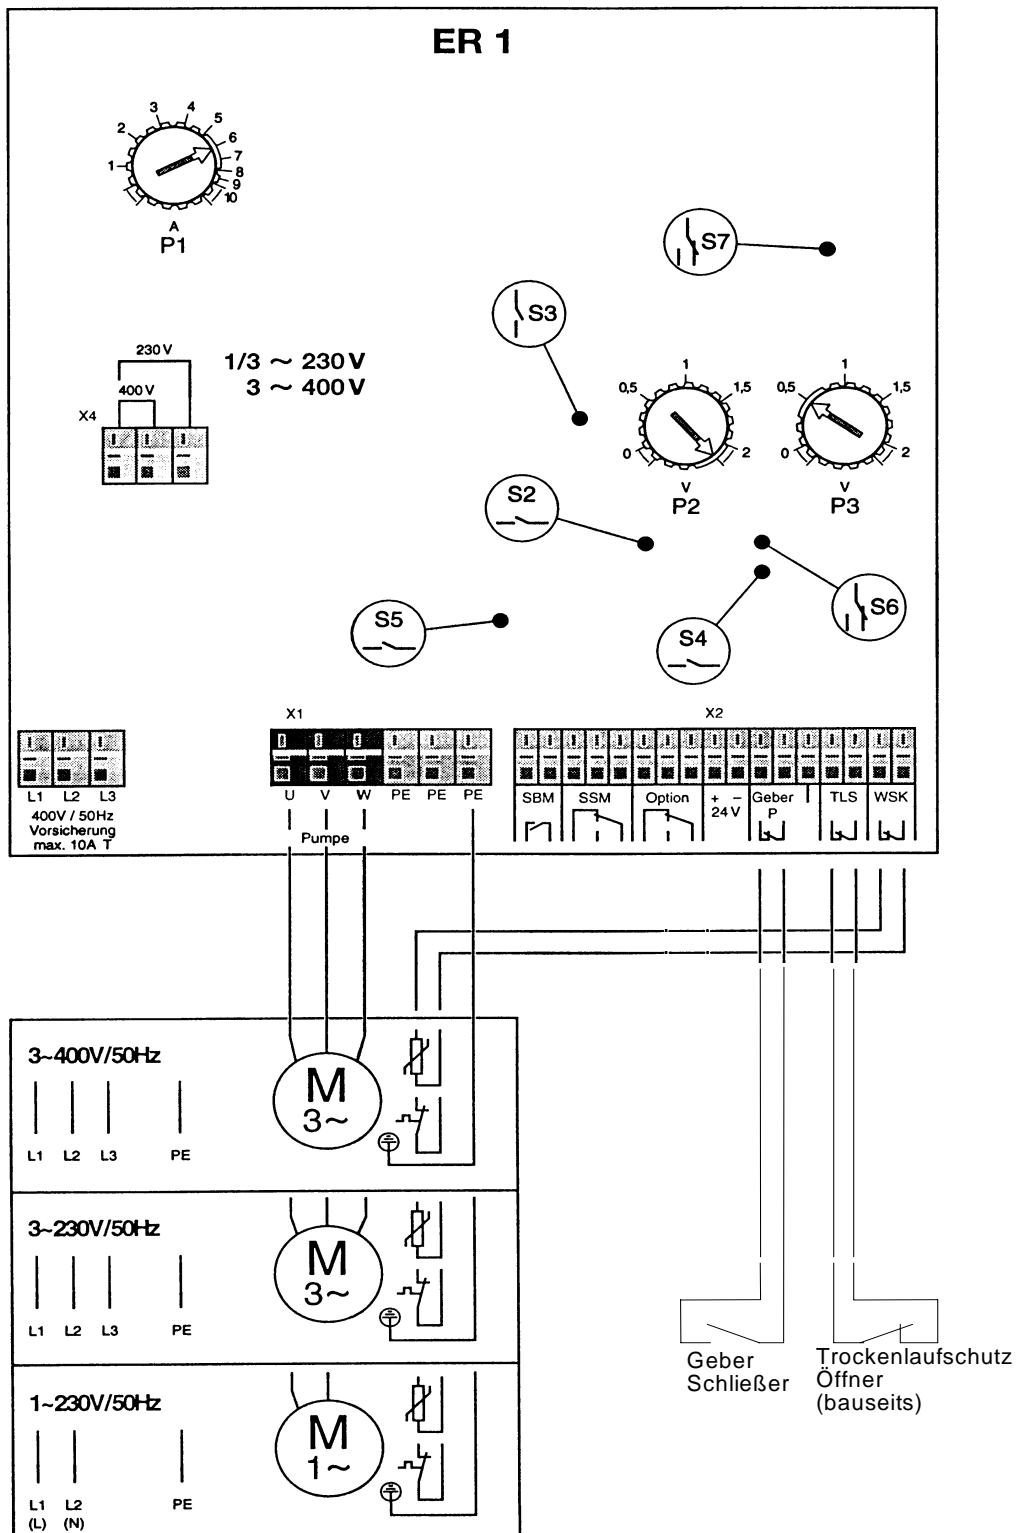 ER 1
1 2 3 4 5 6 7 8 9 10
A
P1
S7
S3
230 V
400 V
X4
1/3 ~ 230 V
3 ~ 400 V
0 0,5 1 1,5 2
V
P2
0 0,5 1 1,5 2
V
P3
S2
S6
S5
S4
X1
X2
L1 L2 L3
400V / 50Hz
Vorsicherung
max. 10A T
U V W PE PE PE
Pumpe
SBM SSM Option + – Geber I TLS WSK
24 V P
3~400V/50Hz
L1 L2 L3 PE
M
3~
3~230V/50Hz
L1 L2 L3 PE
M
3~
1~230V/50Hz
L1 L2 PE
(L) (N)
M
1~
Geber
Schließer
Trockenlaufschutz
Öffner
(bauseits)